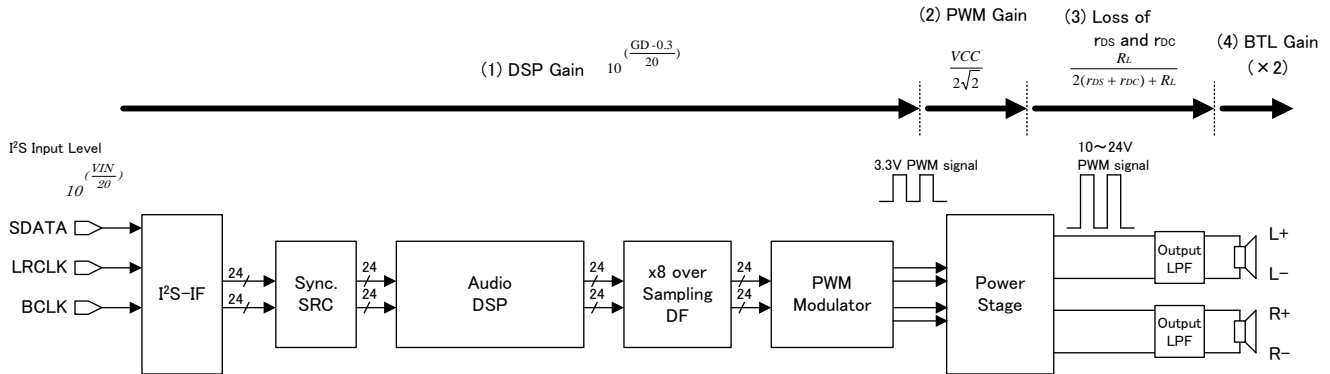 (1) DSP Gain 10^(GD-0.3/20)
(2) PWM Gain
VCC/2√2
(3) Loss of
rDS and rDC
RL/2(rDS + rDC) + RL
(4) BTL Gain
(×2)
I²S Input Level
10^(VIN/20)
3.3V PWM signal
10～24V
PWM signal
SDATA
LRCLK
BCLK
I²S-IF
24
24
Sync.
SRC
24
24
Audio
DSP
24
24
x8 over
Sampling
DF
24
24
PWM
Modulator
Power
Stage
Output
LPF
Output
LPF
L+
L-
R+
R-